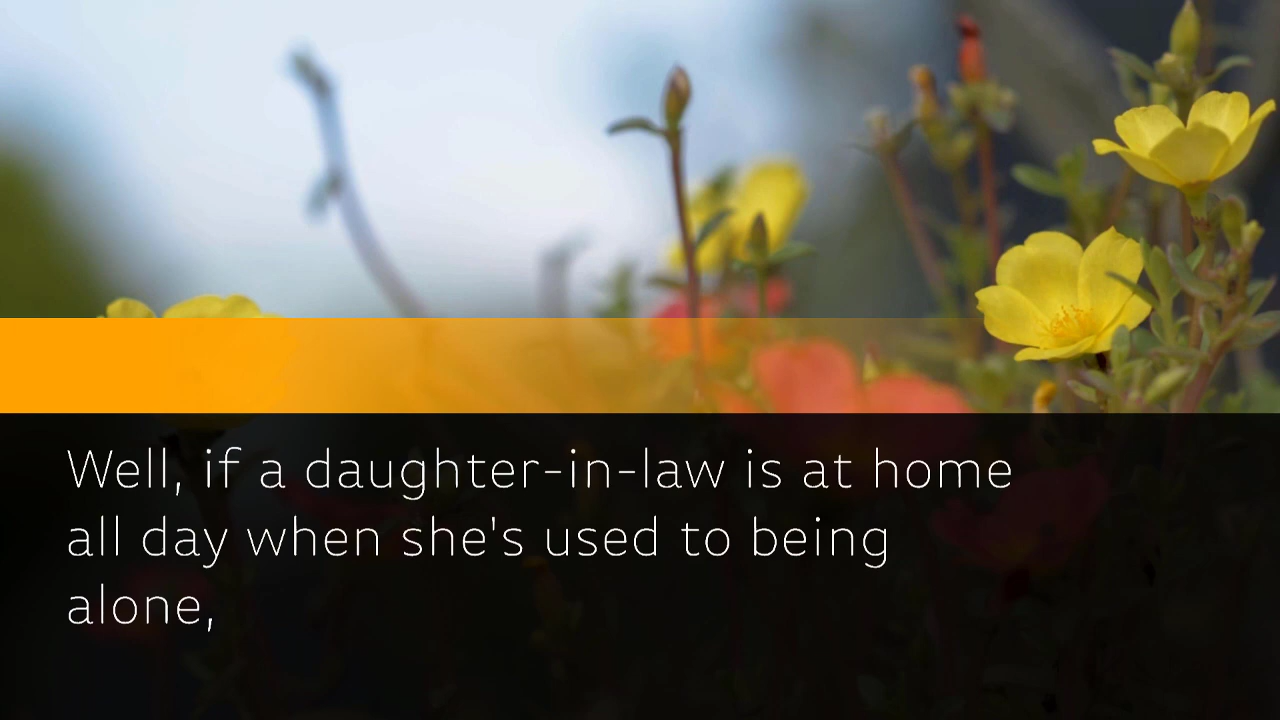 Well, if a daughter-in-law is at home
all day when she's used to being
alone,